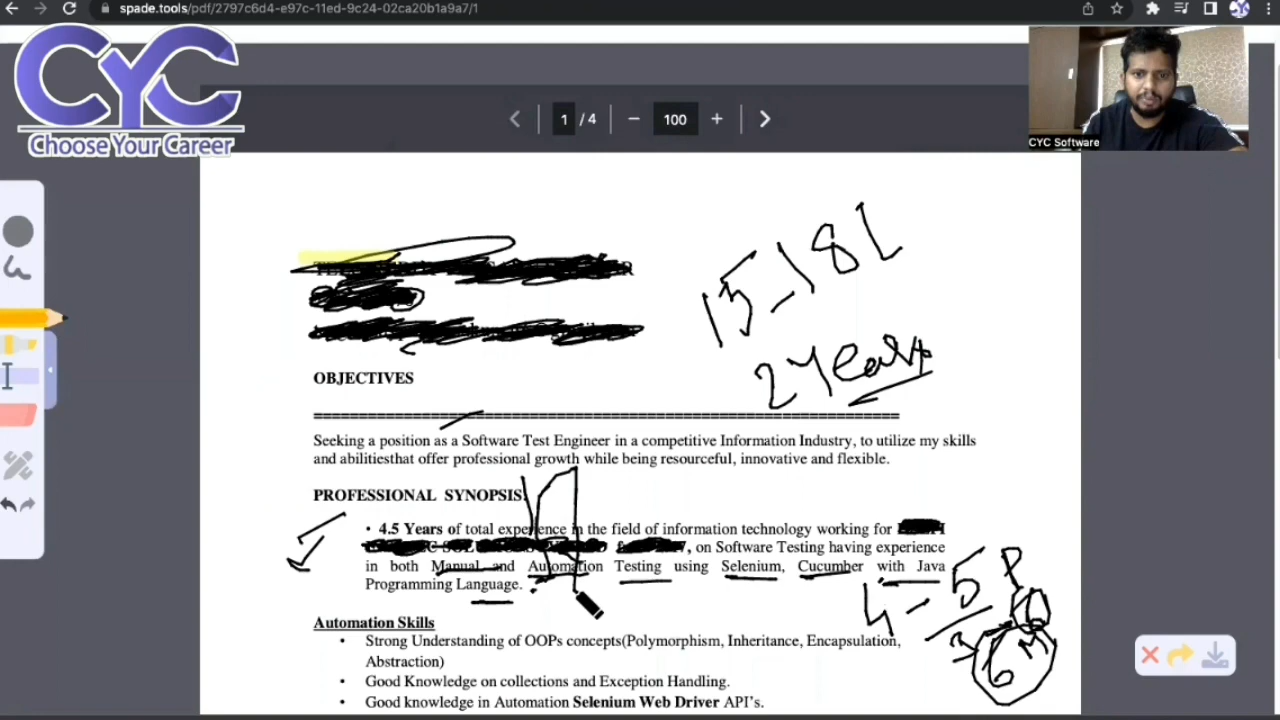 spade.tools/pdf/2797c6d4-e97c-11ed-9c24-02ca20b1a9a7/1
CYC
Choose Your Career
1 / 4 − 100 +
CYC Software
15-18L
2 Years
OBJECTIVES
Seeking a position as a Software Test Engineer in a competitive Information Industry, to utilize my skills
and abilitiesthat offer professional growth while being resourceful, innovative and flexible.
PROFESSIONAL SYNOPSIS:
• 4.5 Years of total experience in the field of information technology working for
, on Software Testing having experience
in both Manual and Automation Testing using Selenium, Cucumber with Java
Programming Language.
4 - 5
Automation Skills
• Strong Understanding of OOPs concepts(Polymorphism, Inheritance, Encapsulation,
Abstraction)
• Good Knowledge on collections and Exception Handling.
• Good knowledge in Automation Selenium Web Driver API's.